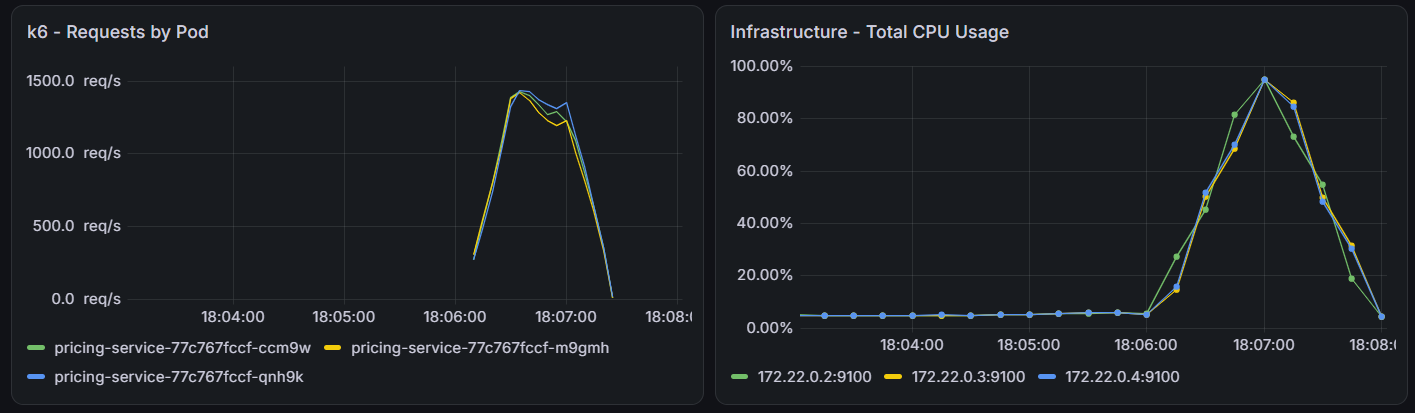 k6 - Requests by Pod
1500.0 req/s
1000.0 req/s
500.0 req/s
0.0 req/s
18:04:00 18:05:00 18:06:00 18:07:00 18:08:(
pricing-service-77c767fccf-ccm9w pricing-service-77c767fccf-m9gmh
pricing-service-77c767fccf-qnh9k
Infrastructure - Total CPU Usage
100.00%
80.00%
60.00%
40.00%
20.00%
0.00%
18:04:00 18:05:00 18:06:00 18:07:00 18:08:(
172.22.0.2:9100 172.22.0.3:9100 172.22.0.4:9100